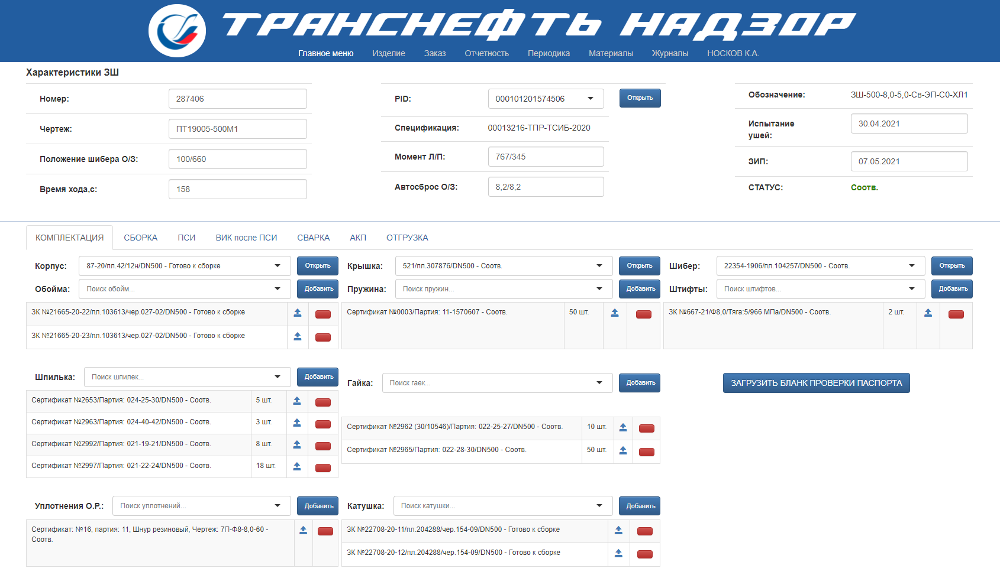 ТРАНСНЕФТЬ НАДЗОР
Главное меню Изделие Заказ Отчетность Периодика Материалы Журналы НОСКОВ К.А.
Характеристики ЗШ
Номер: 287406
Чертеж: ПТ19005-500М1
Положение шибера О/З: 100/660
Время хода,с: 158
PID: 000101201574506 Открыть
Спецификация: 00013216-ТПР-ТСИБ-2020
Момент Л/П: 767/345
Автосброс О/З: 8,2/8,2
Обозначение: ЗШ-500-8,0-5,0-Св-ЭП-С0-ХЛ1
Испытание
ушей: 30.04.2021
ЗИП: 07.05.2021
СТАТУС: Соотв.
КОМПЛЕКТАЦИЯ СБОРКА ПСИ ВИК после ПСИ СВАРКА АКП ОТГРУЗКА
Корпус: 87-20/пл.42/12н/DN500 - Готово к сборке Открыть
Обойма: Поиск обойм... Добавить
ЗК №21665-20-22/пл.103613/чер.027-02/DN500 - Готово к сборке
ЗК №21665-20-23/пл.103613/чер.027-02/DN500 - Готово к сборке
Крышка: 521/пл.307876/DN500 - Соотв. Открыть
Пружина: Поиск пружин... Добавить
Сертификат №0003/Партия: 11-1570607 - Соотв. 50 шт.
Шибер: 22354-1906/пл.104257/DN500 - Соотв. Открыть
Штифты: Поиск штифтов... Добавить
ЗК №667-21/Ф8,0/Тяга:5/966 МПа/DN500 - Соотв. 2 шт.
Шпилька: Поиск шпилек... Добавить
Сертификат №2653/Партия: 024-25-30/DN500 - Соотв. 5 шт.
Сертификат №2963/Партия: 024-40-42/DN500 - Соотв. 3 шт.
Сертификат №2992/Партия: 021-19-21/DN500 - Соотв. 8 шт.
Сертификат №2997/Партия: 021-22-24/DN500 - Соотв. 18 шт.
Гайка: Поиск гаек... Добавить
Сертификат №2962 (30/10546)/Партия: 022-25-27/DN500 - Соотв. 10 шт.
Сертификат №2965/Партия: 022-28-30/DN500 - Соотв. 50 шт.
ЗАГРУЗИТЬ БЛАНК ПРОВЕРКИ ПАСПОРТА
Уплотнения О.Р.: Поиск уплотнений... Добавить
Сертификат: №16, партия: 11, Шнур резиновый, Чертеж: 7П-Ф8-8,0-60 -
Соотв.
Катушка: Поиск катушки... Добавить
ЗК №22708-20-11/пл.204288/чер.154-09/DN500 - Готово к сборке
ЗК №22708-20-12/пл.204288/чер.154-09/DN500 - Готово к сборке